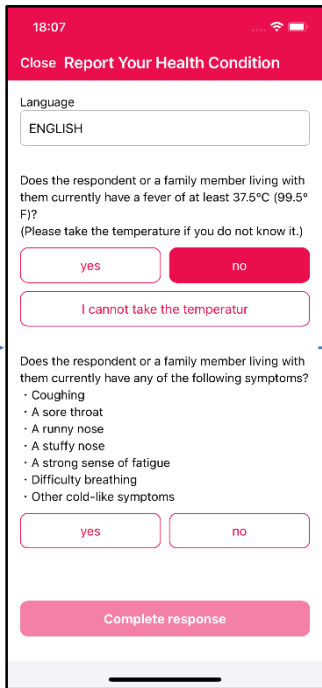 18:07
Close Report Your Health Condition
Language
ENGLISH
Does the respondent or a family member living with
them currently have a fever of at least 37.5°C (99.5°
F)?
(Please take the temperature if you do not know it.)
yes no
I cannot take the temperatur
Does the respondent or a family member living with
them currently have any of the following symptoms?
・Coughing
・A sore throat
・A runny nose
・A stuffy nose
・A strong sense of fatigue
・Difficulty breathing
・Other cold-like symptoms
yes no
Complete response